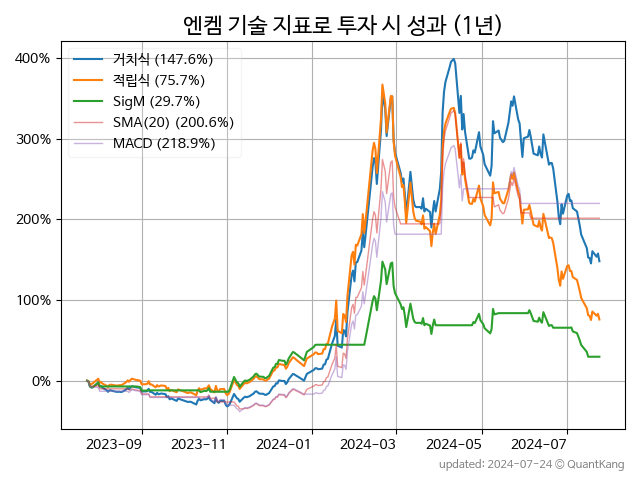 엔켐 기술 지표로 투자 시 성과 (1년)
거치식 (147.6%)
적립식 (75.7%)
SigM (29.7%)
SMA(20) (200.6%)
MACD (218.9%)
400%
300%
200%
100%
0%
2023-09 2023-11 2024-01 2024-03 2024-05 2024-07
updated: 2024-07-24 @ QuantKang